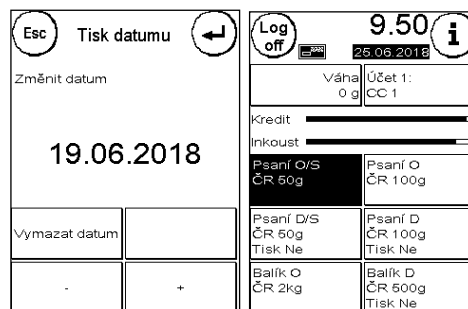 Esc Tisk datumu
Změnit datum
19.06.2018
Vymazat datum
- +
Log off 9.50 i
25.06.2018
Váha
0 g
Účet 1:
CC 1
Kredit
Inkoust
Psaní O/S
ČR 50g
Psaní O
ČR 100g
Psaní D/S
ČR 50g
Tisk Ne
Psaní D
ČR 100g
Tisk Ne
Balík O
ČR 2kg
Balík D
ČR 500g
Tisk Ne